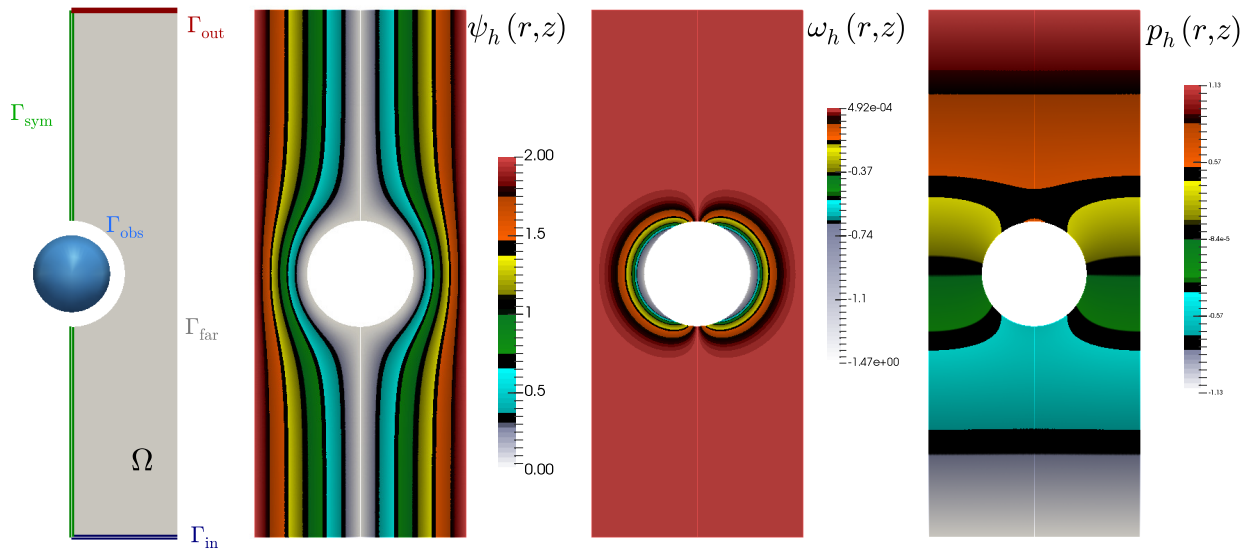 Γout
Γsym
Γobs
Γfar
Ω
Γin
ψh (r,z)
2.00
1.5
1
0.5
0.00
ωh (r,z)
4.92e-04
-0.37
-0.74
-1.1
-1.47e+00
ph (r,z)
1.13
0.57
-8.4e-5
-0.57
-1.13